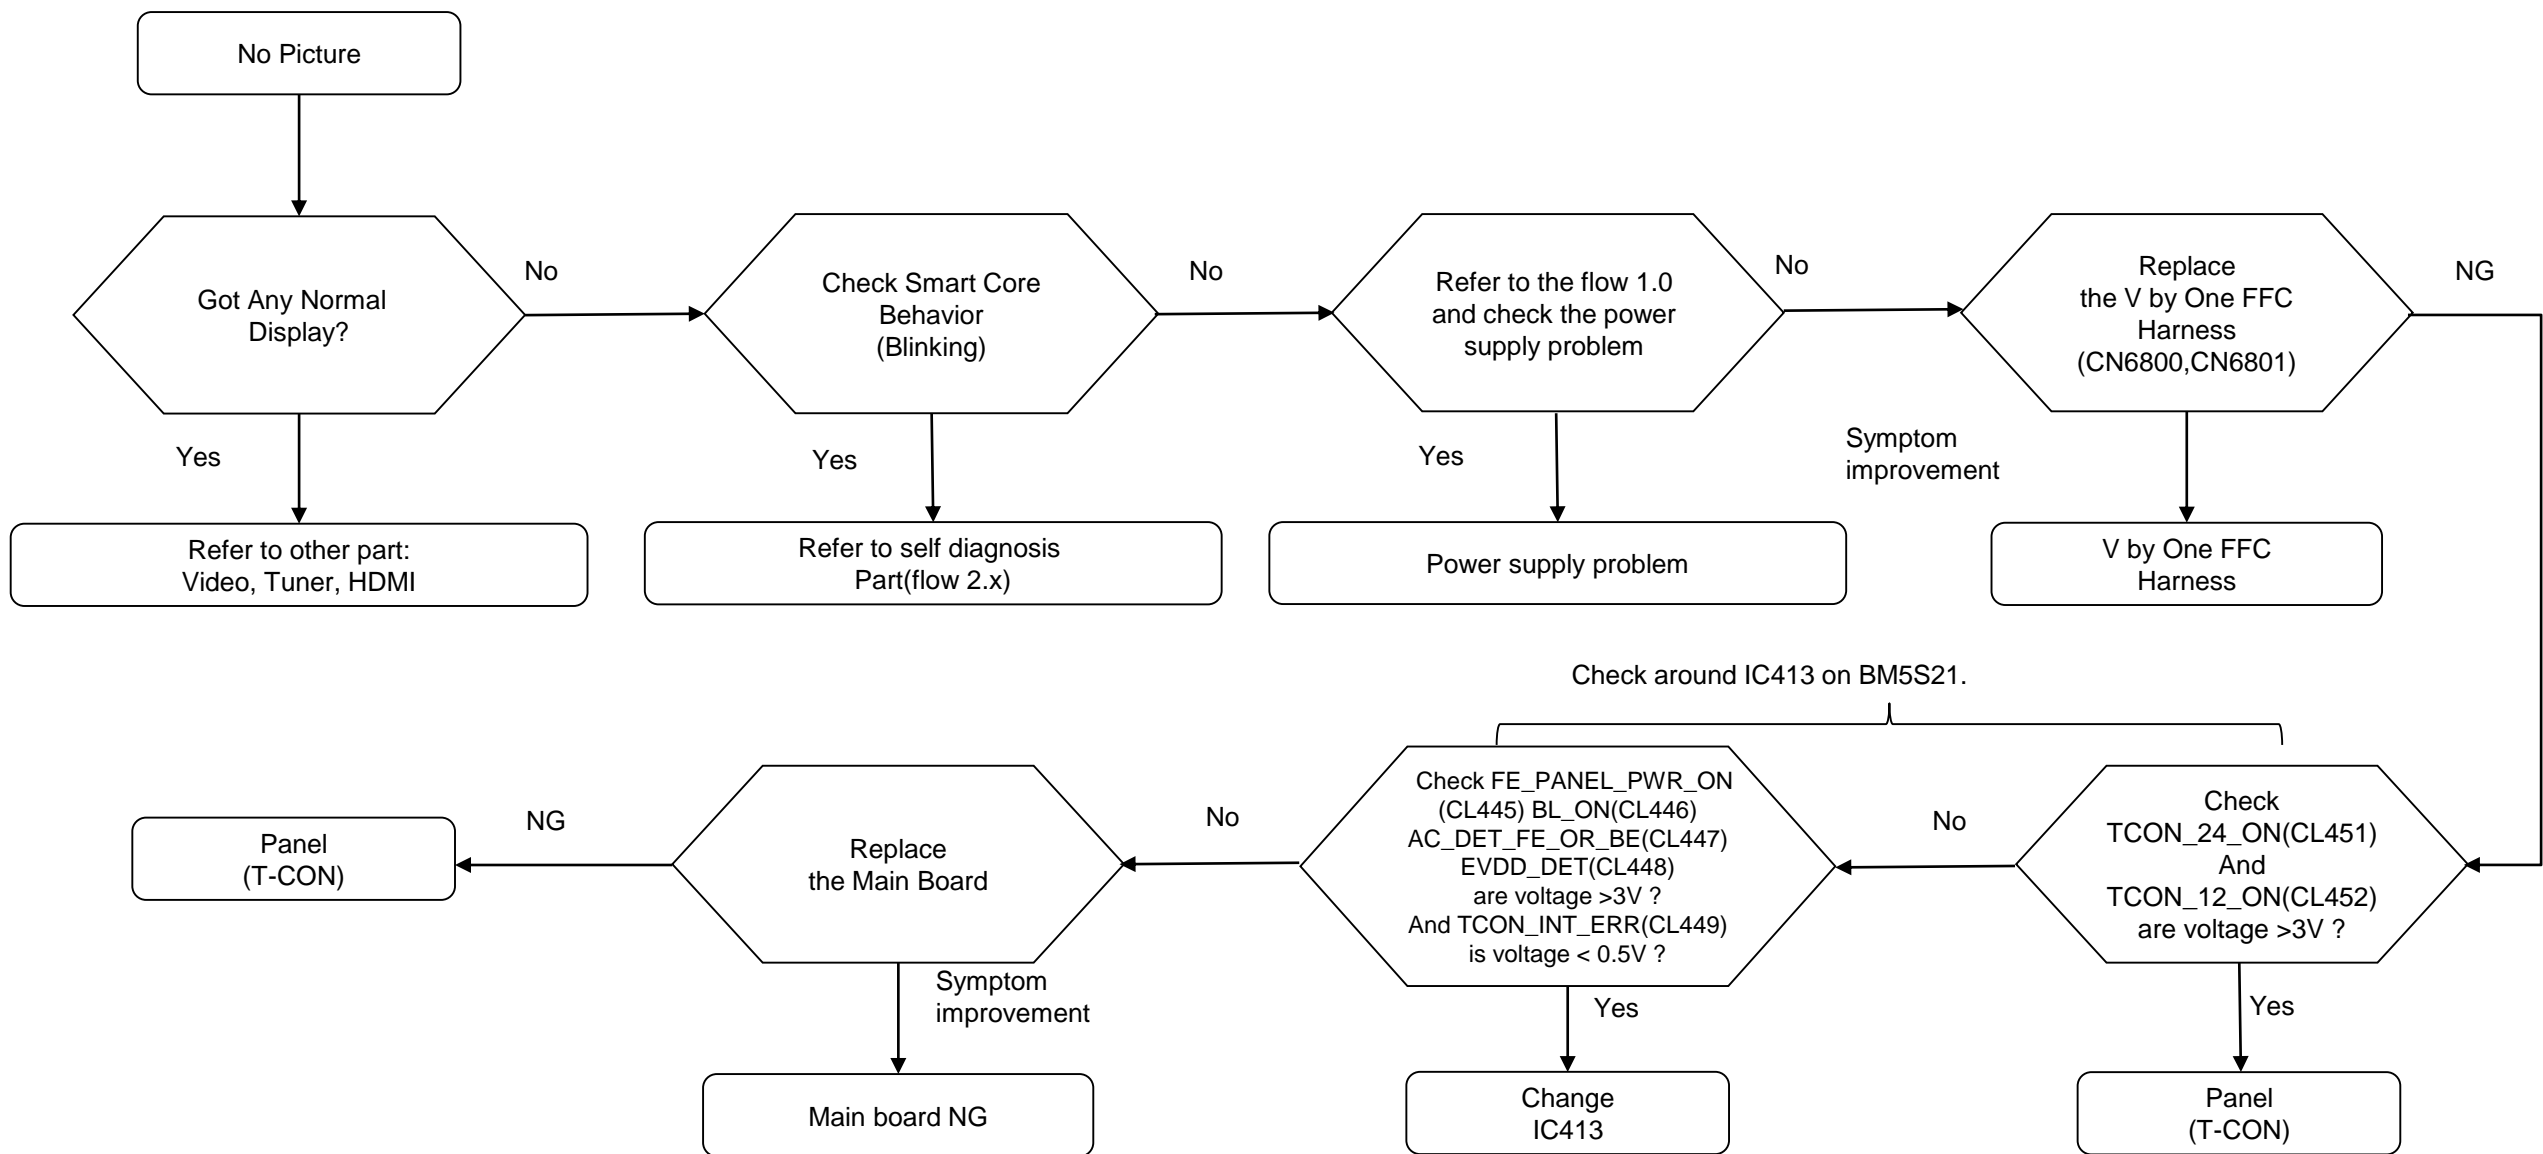 No Picture
Got Any Normal
Display?
No
Check Smart Core
Behavior
(Blinking)
No
Refer to the flow 1.0
and check the power
supply problem
No
Replace
the V by One FFC
Harness
(CN6800,CN6801)
NG
Yes
Yes
Yes
Symptom
improvement
Refer to other part:
Video, Tuner, HDMI
Refer to self diagnosis
Part(flow 2.x)
Power supply problem
V by One FFC
Harness
Check around IC413 on BM5S21.
Panel
(T-CON)
NG
Replace
the Main Board
No
Check FE_PANEL_PWR_ON
(CL445) BL_ON(CL446)
AC_DET_FE_OR_BE(CL447)
EVDD_DET(CL448)
are voltage >3V ?
And TCON_INT_ERR(CL449)
is voltage < 0.5V ?
No
Check
TCON_24_ON(CL451)
And
TCON_12_ON(CL452)
are voltage >3V ?
Symptom
improvement
Yes
Yes
Main board NG
Change
IC413
Panel
(T-CON)